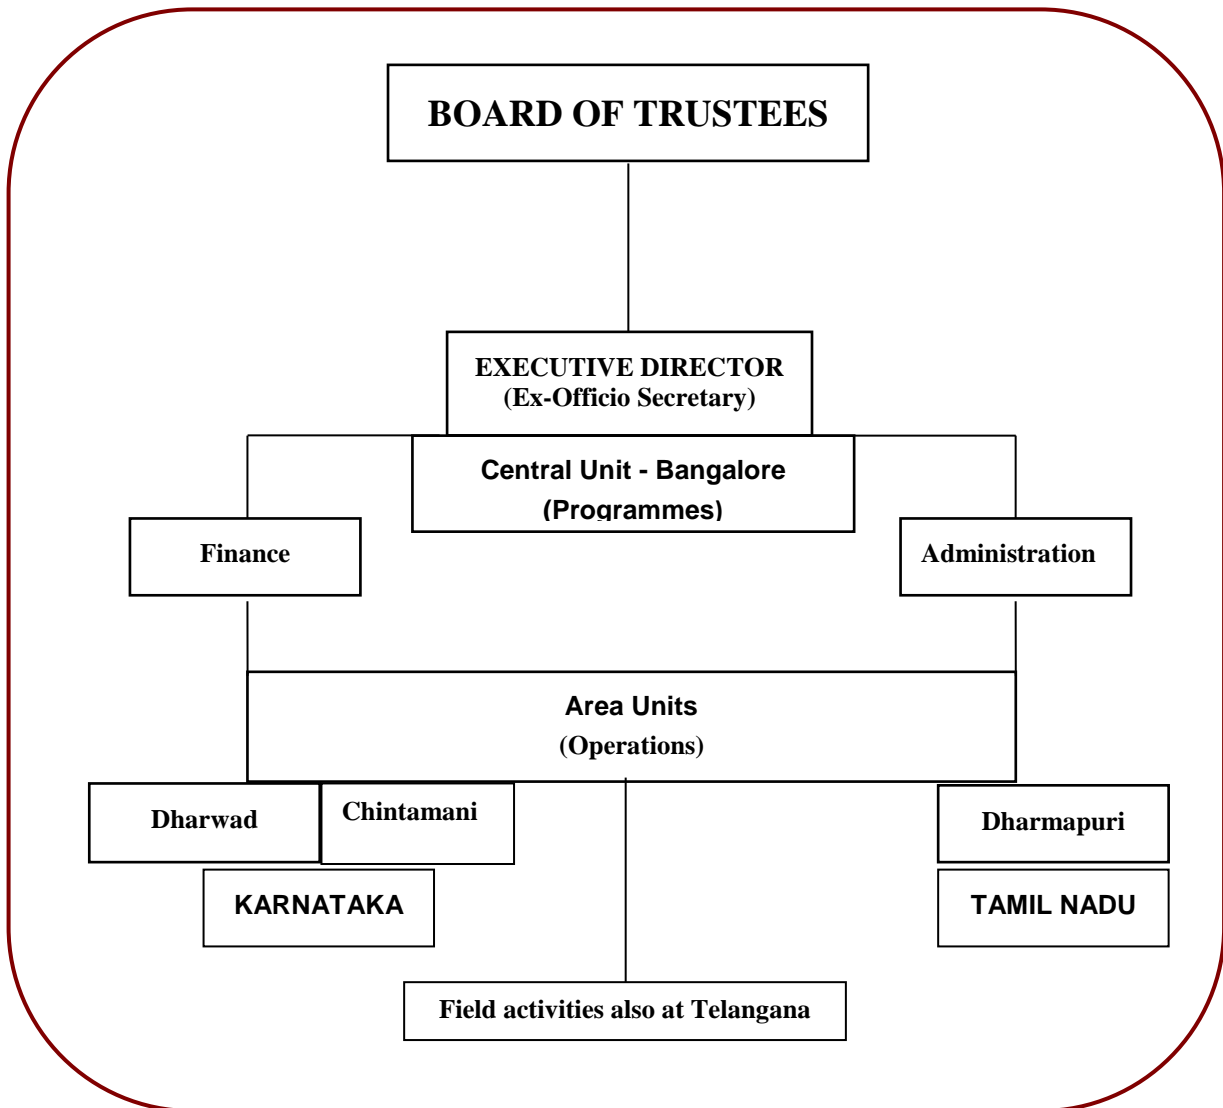 BOARD OF TRUSTEES
EXECUTIVE DIRECTOR
(Ex-Officio Secretary)
Central Unit - Bangalore
(Programmes)
Finance
Administration
Area Units
(Operations)
Dharwad
Chintamani
Dharmapuri
KARNATAKA
TAMIL NADU
Field activities also at Telangana